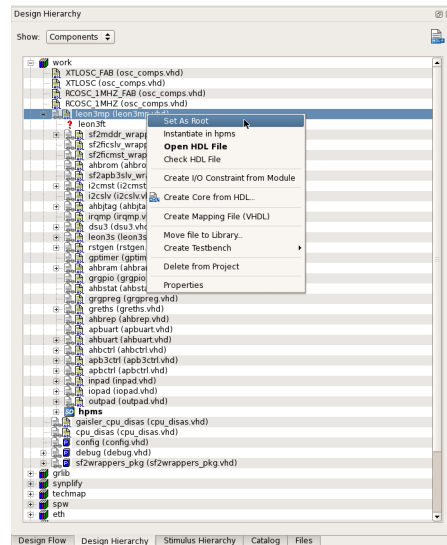 Design Hierarchy
Show: Components
work
XTLOSC_FAB (osc_comps.vhd)
XTLOSC (osc_comps.vhd)
RCOSC_1MHZ_FAB (osc_comps.vhd)
RCOSC_1MHZ (osc_comps.vhd)
leon3mp (leon3mp.vhd)
Set As Root
? leon3ft
Instantiate in hpms
sf2mddr_wrapp
Open HDL File
sf2ficslv_wrapp
Check HDL File
sf2ficmst_wrapp
ahbrom (ahbrom
Create I/O Constraint from Module
sf2apb3slv_wrap
i2cmst (i2cmst
Create Core from HDL...
i2cslv (i2cslv.v
ahbjtag (ahbjtag
Create Mapping File (VHDL)
irqmp (irqmp.v
dsu3 (dsu3.vhd
Move file to Library...
leon3s (leon3s
Create Testbench
rstgen (rstgen.
gptimer (gptimer
Delete from Project
ahbram (ahbram
grgpio (grgpio
Properties
ahbstat (ahbsta
grgpreg (grgpreg.vhd)
greths (greths.vhd)
ahbrep (ahbrep.vhd)
apbuart (apbuart.vhd)
ahbuart (ahbuart.vhd)
ahbctrl (ahbctrl.vhd)
apb3ctrl (apb3ctrl.vhd)
apbctrl (apbctrl.vhd)
inpad (inpad.vhd)
iopad (iopad.vhd)
outpad (outpad.vhd)
hpms
gaisler_cpu_disas (cpu_disas.vhd)
cpu_disas (cpu_disas.vhd)
config (config.vhd)
debug (debug.vhd)
sf2wrappers_pkg (sf2wrappers_pkg.vhd)
grlib
synplify
techmap
spw
eth
Design Flow Design Hierarchy Stimulus Hierarchy Catalog Files